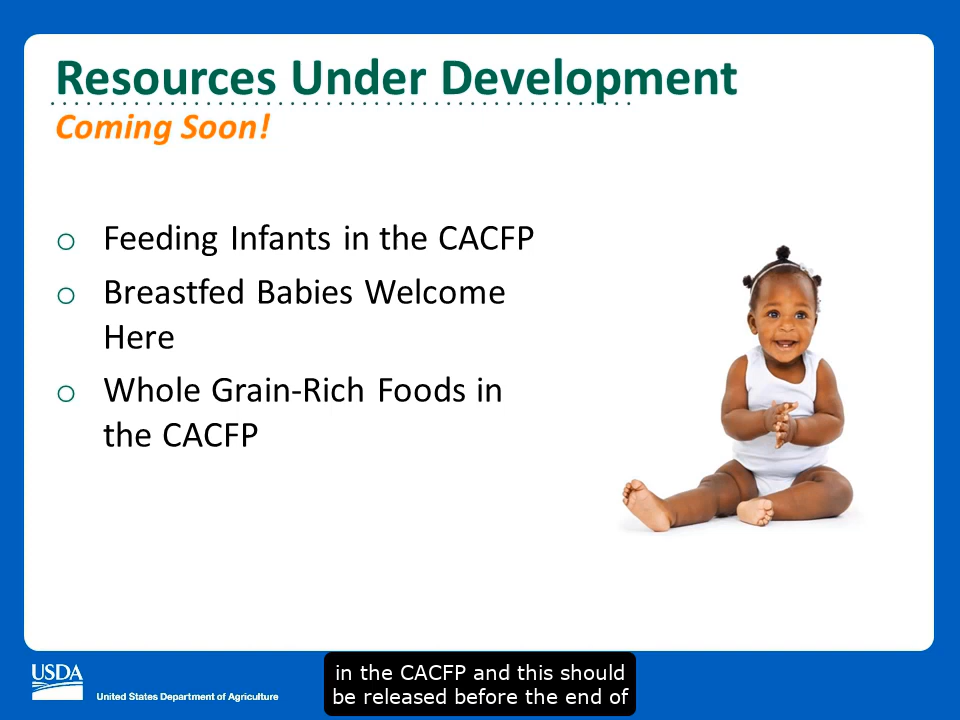 Resources Under Development
Coming Soon!
o Feeding Infants in the CACFP
o Breastfed Babies Welcome
Here
o Whole Grain-Rich Foods in
the CACFP
USDA
United States Department of Agriculture
in the CACFP and this should
be released before the end of